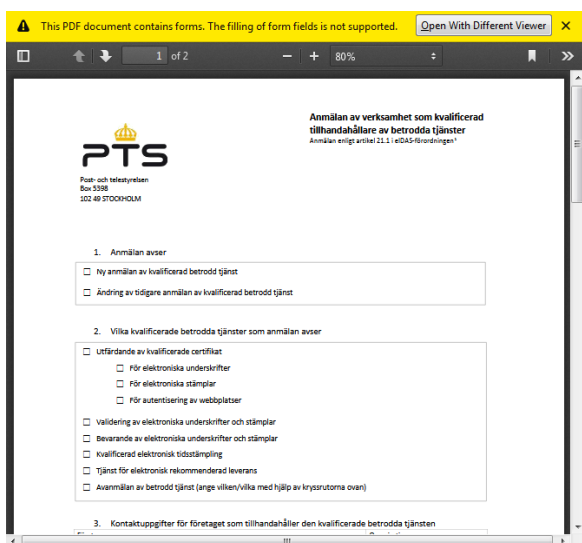 This PDF document contains forms. The filling of form fields is not supported. Open With Different Viewer
1 of 2 80%
Anmälan av verksamhet som kvalificerad
tillhandahållare av betrodda tjänster
Anmälan enligt artikel 21.1 i eIDAS-förordningen¹
PTS
Post- och telestyrelsen
Box 5398
102 49 STOCKHOLM
1. Anmälan avser
Ny anmälan av kvalificerad betrodd tjänst
Ändring av tidigare anmälan av kvalificerad betrodd tjänst
2. Vilka kvalificerade betrodda tjänster som anmälan avser
Utfärdande av kvalificerade certifikat
För elektroniska underskrifter
För elektroniska stämplar
För autentisering av webbplatser
Validering av elektroniska underskrifter och stämplar
Bevarande av elektroniska underskrifter och stämplar
Kvalificerad elektronisk tidsstämpling
Tjänst för elektronisk rekommenderad leverans
Avanmälan av betrodd tjänst (ange vilken/vilka med hjälp av kryssrutorna ovan)
3. Kontaktuppgifter för företaget som tillhandahåller den kvalificerade betrodda tjänsten